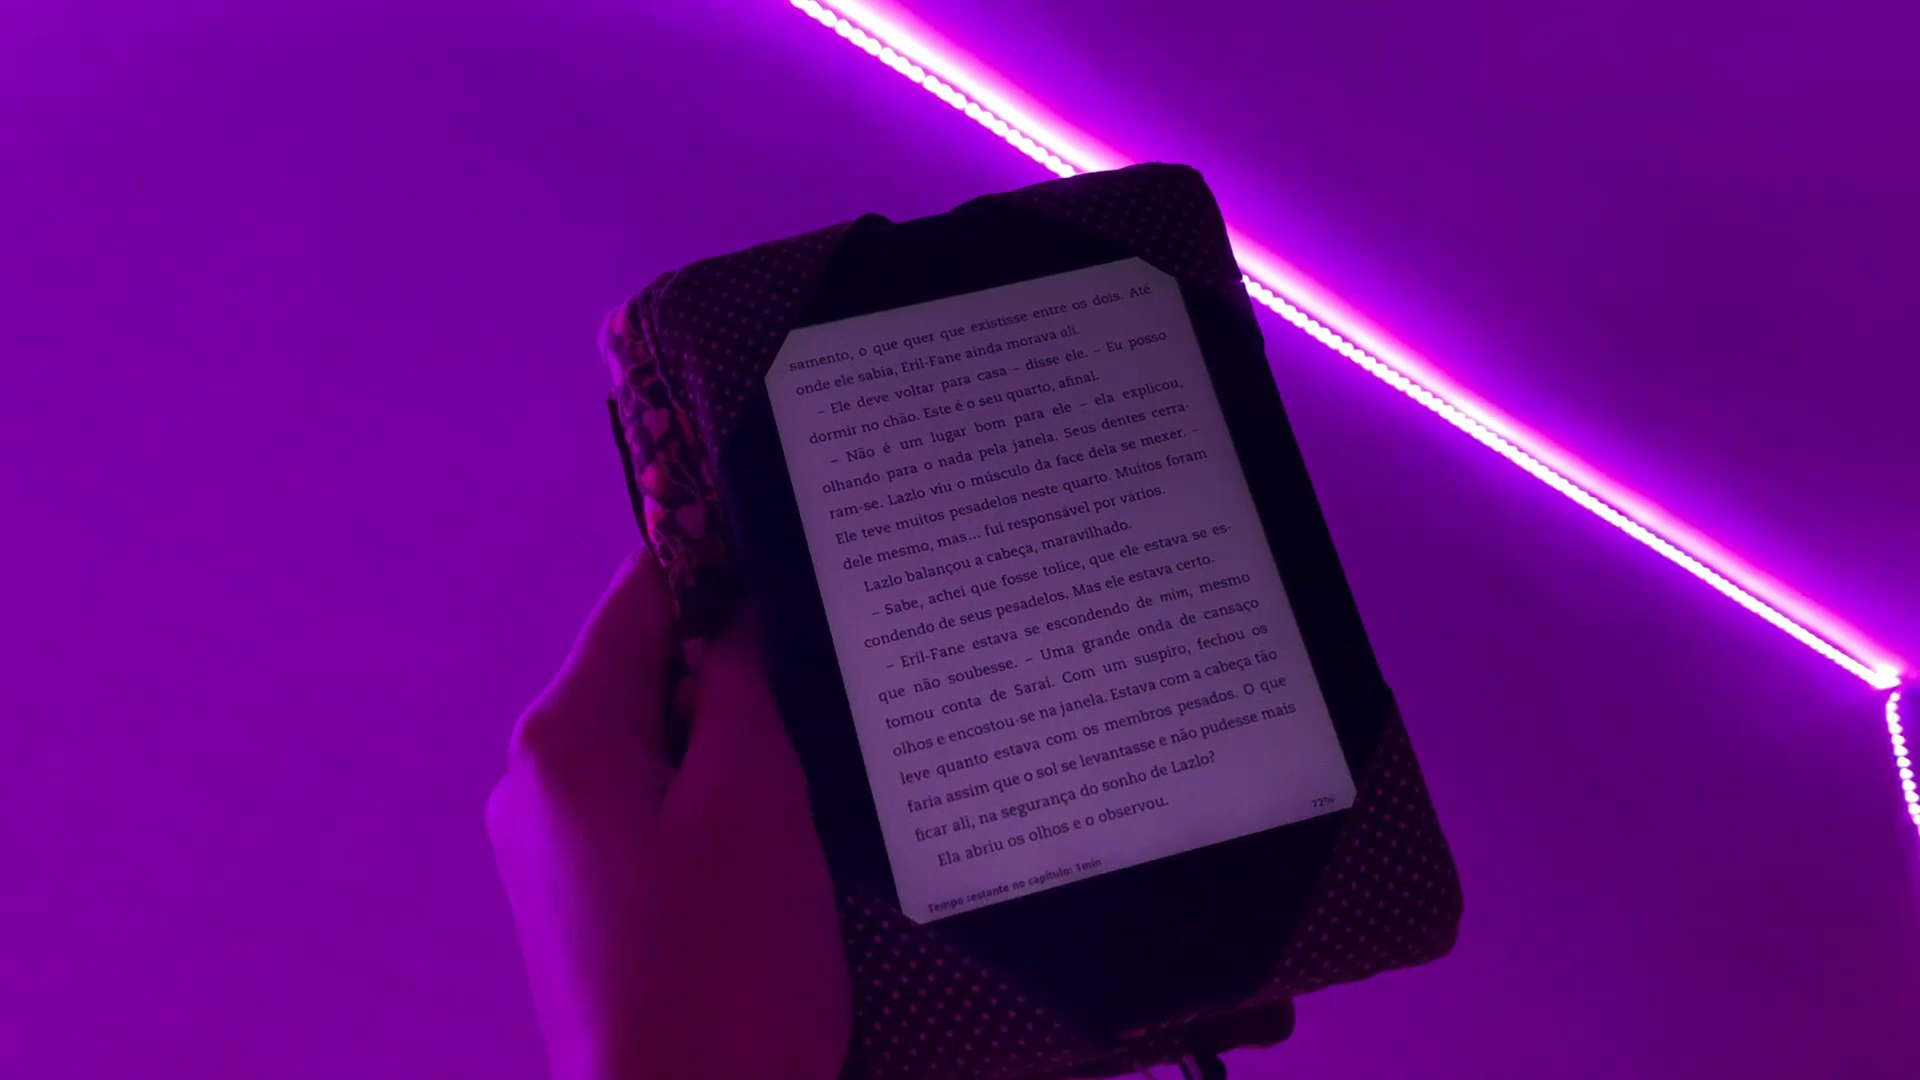 samento, o que quer que existisse entre os dois. Até
onde ele sabia, Eril-Fane ainda morava ali.
– Ele deve voltar para casa – disse ele. – Eu posso
dormir no chão. Este é o seu quarto, afinal.
– Não é um lugar bom para ele – ela explicou,
olhando para o nada pela janela. Seus dentes cerra-
ram-se. Lazlo viu o músculo da face dela se mexer. –
Ele teve muitos pesadelos neste quarto. Muitos foram
dele mesmo, mas... fui responsável por vários.
Lazlo balançou a cabeça, maravilhado.
– Sabe, achei que fosse tolice, que ele estava se es-
condendo de seus pesadelos. Mas ele estava certo.
– Eril-Fane estava se escondendo de mim, mesmo
que não soubesse. – Uma grande onda de cansaço
tomou conta de Sarai. Com um suspiro, fechou os
olhos e encostou-se na janela. Estava com a cabeça tão
leve quanto estava com os membros pesados. O que
faria assim que o sol se levantasse e não pudesse mais
ficar ali, na segurança do sonho de Lazlo?
Ela abriu os olhos e o observou.
Tempo restante no capítulo: 1min
72%